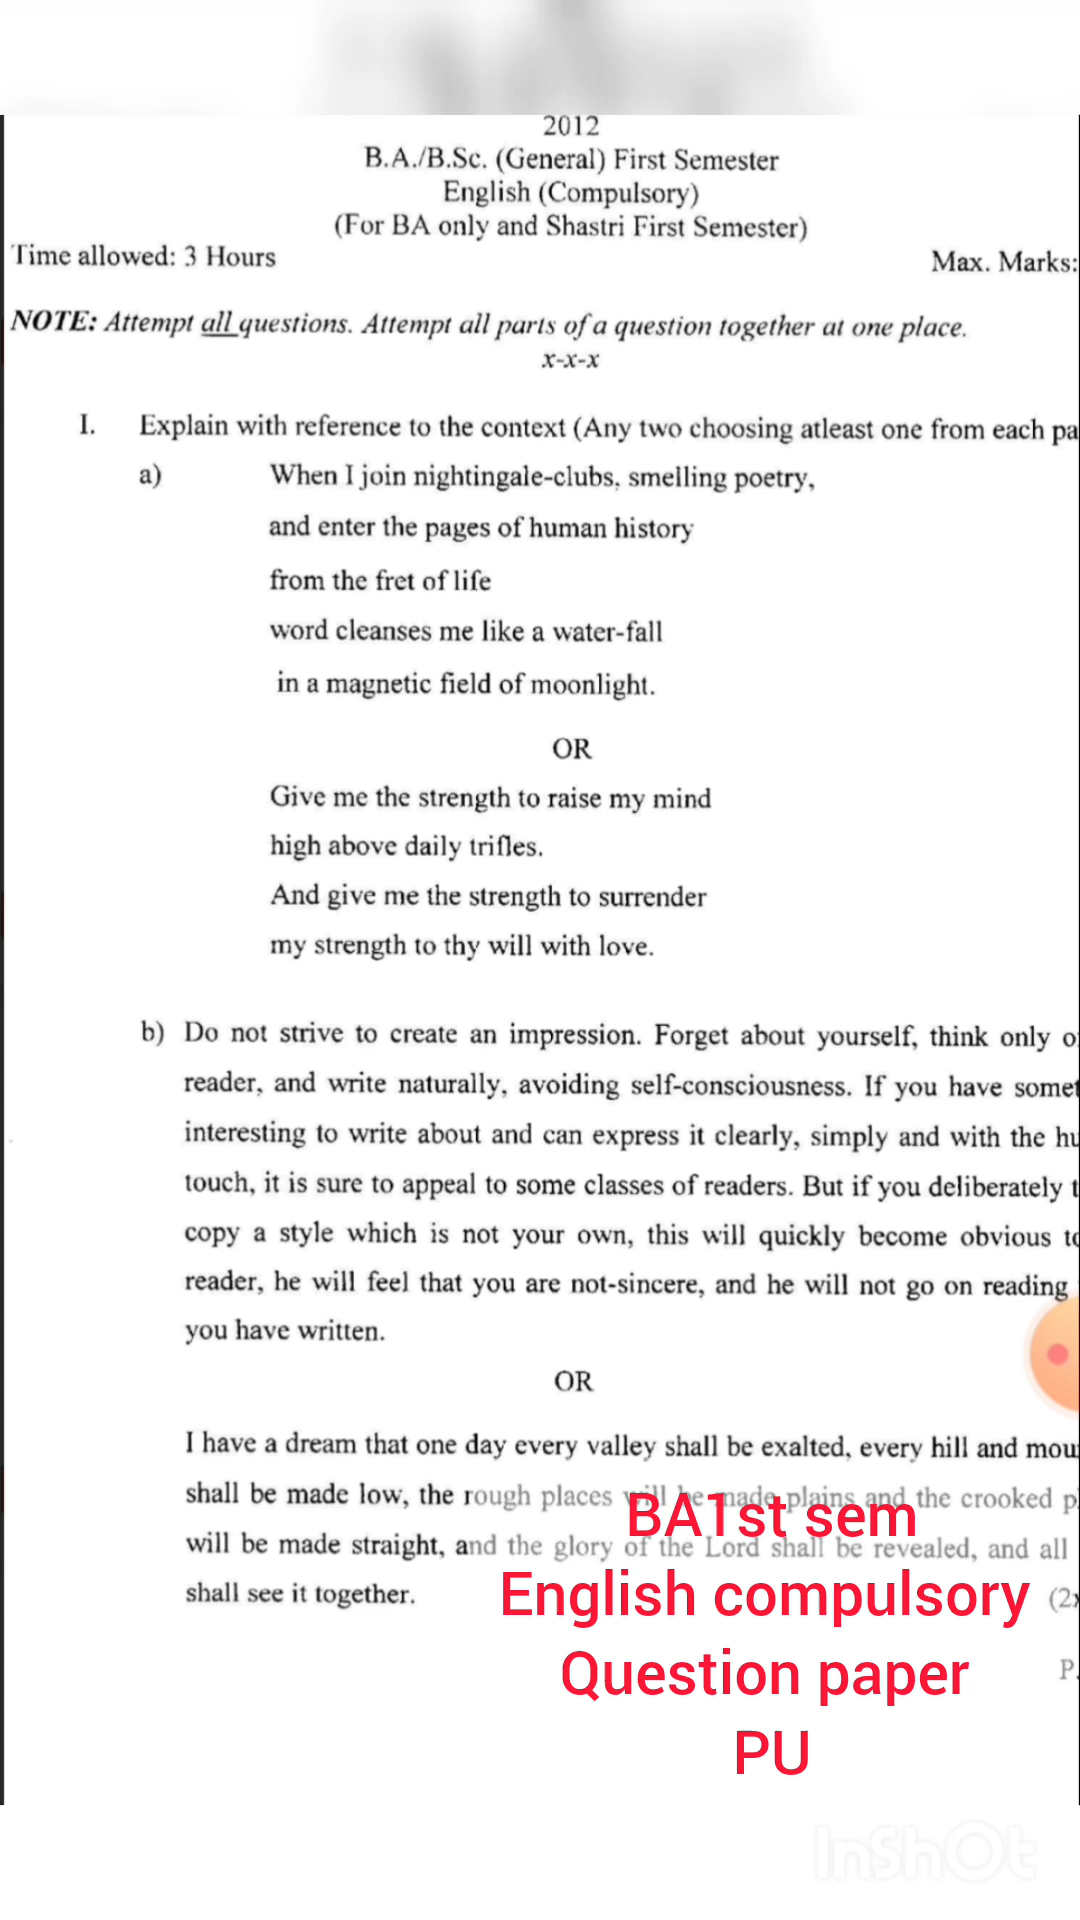 2012
B.A./B.Sc. (General) First Semester
English (Compulsory)
(For BA only and Shastri First Semester)
Time allowed: 3 Hours Max. Marks:
NOTE: Attempt all questions. Attempt all parts of a question together at one place.
x-x-x
I. Explain with reference to the context (Any two choosing atleast one from each pa
a) When I join nightingale-clubs, smelling poetry,
and enter the pages of human history
from the fret of life
word cleanses me like a water-fall
in a magnetic field of moonlight.
OR
Give me the strength to raise my mind
high above daily trifles.
And give me the strength to surrender
my strength to thy will with love.
b) Do not strive to create an impression. Forget about yourself, think only o
reader, and write naturally, avoiding self-consciousness. If you have some
interesting to write about and can express it clearly, simply and with the hu
touch, it is sure to appeal to some classes of readers. But if you deliberately t
copy a style which is not your own, this will quickly become obvious to
reader, he will feel that you are not-sincere, and he will not go on reading
you have written.
OR
I have a dream that one day every valley shall be exalted, every hill and mou
shall be made low, the rough places will be made plains and the crooked p
will be made straight, and the glory of the Lord shall be revealed, and all
shall see it together. (2x
P.
BA1st sem
English compulsory
Question paper
PU
InShOt